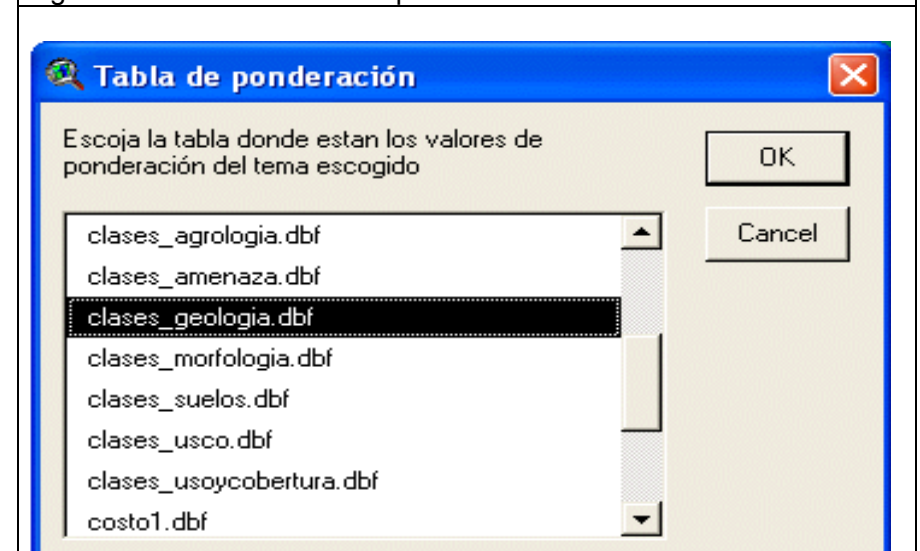 Tabla de ponderación
Escoja la tabla donde estan los valores de
ponderación del tema escogido
OK
Cancel
clases_agrologia.dbf
clases_amenaza.dbf
clases_geologia.dbf
clases_morfologia.dbf
clases_suelos.dbf
clases_usco.dbf
clases_usoycobertura.dbf
costo1.dbf